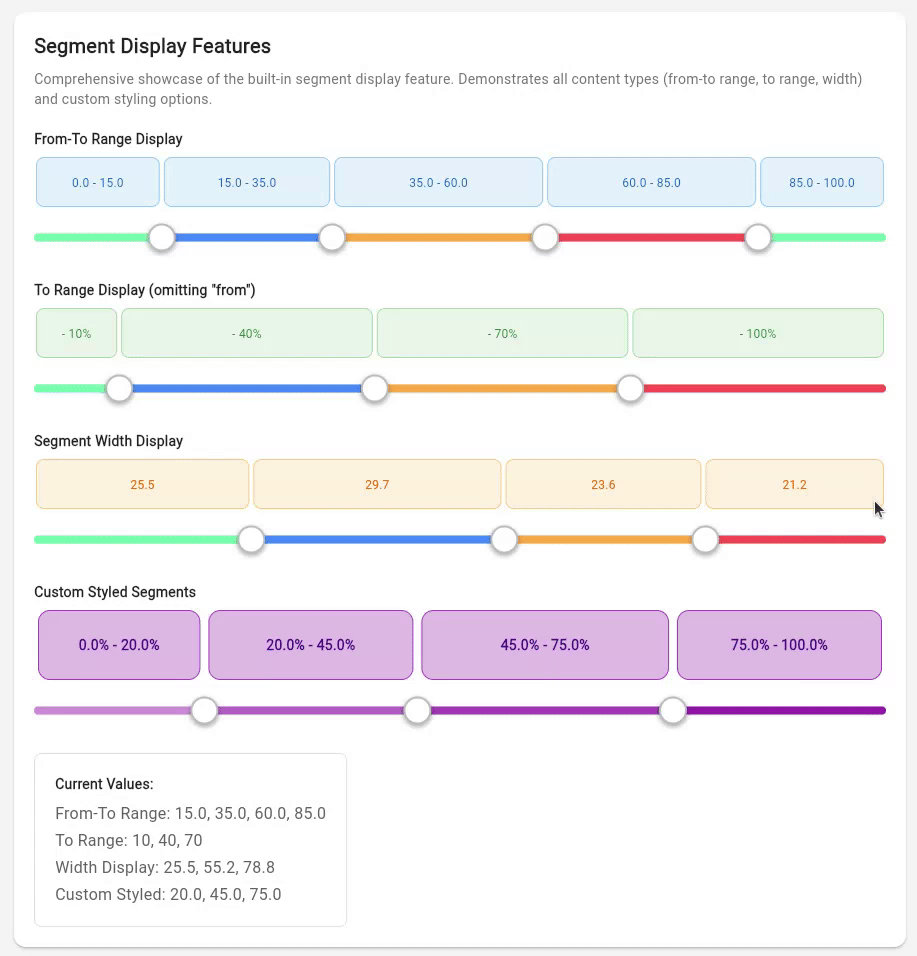 Segment Display Features
Comprehensive showcase of the built-in segment display feature. Demonstrates all content types (from-to range, to range, width)
and custom styling options.
From-To Range Display
0.0 - 15.0 15.0 - 35.0 35.0 - 60.0 60.0 - 85.0 85.0 - 100.0
To Range Display (omitting "from")
- 10% - 40% - 70% - 100%
Segment Width Display
25.5 29.7 23.6 21.2
Custom Styled Segments
0.0% - 20.0% 20.0% - 45.0% 45.0% - 75.0% 75.0% - 100.0%
Current Values:
From-To Range: 15.0, 35.0, 60.0, 85.0
To Range: 10, 40, 70
Width Display: 25.5, 55.2, 78.8
Custom Styled: 20.0, 45.0, 75.0